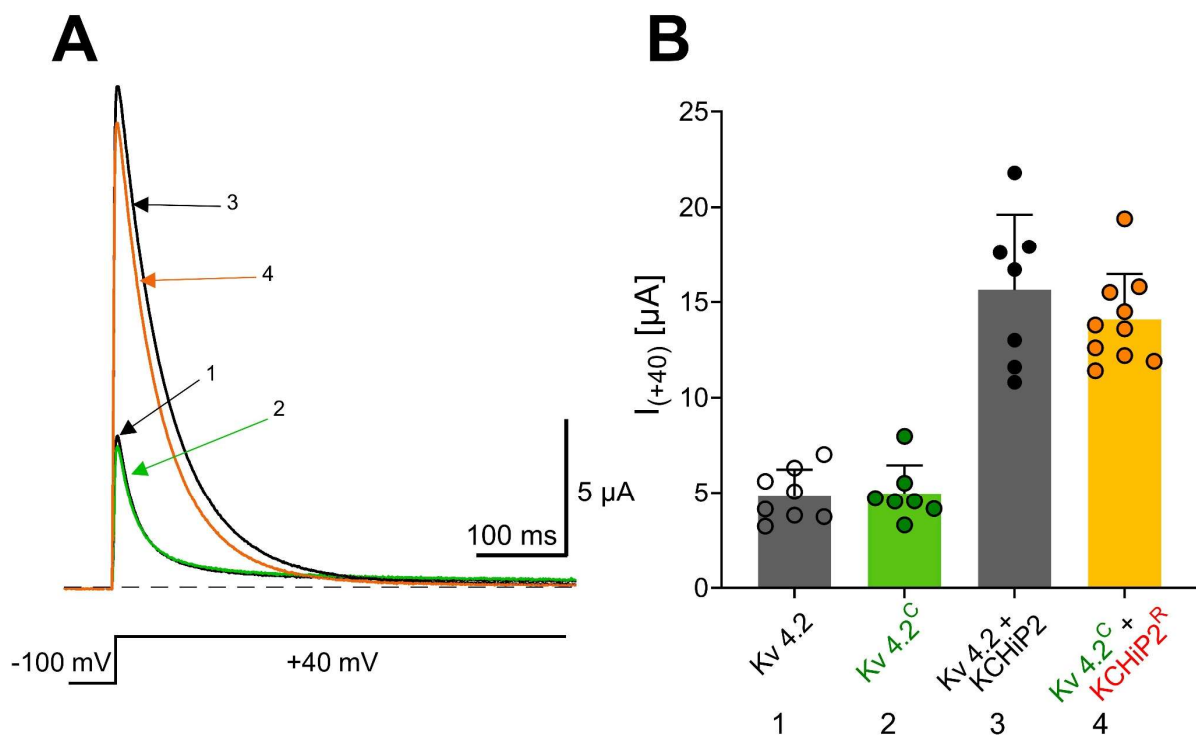 A
3
4
1
2
5 µA
100 ms
-100 mV
+40 mV
B
I(+40) [µA]
25
20
15
10
5
0
Kv 4.2
Kv 4.2C
Kv 4.2 +
KCHiP2
Kv 4.2C +
KCHiP2R
1
2
3
4